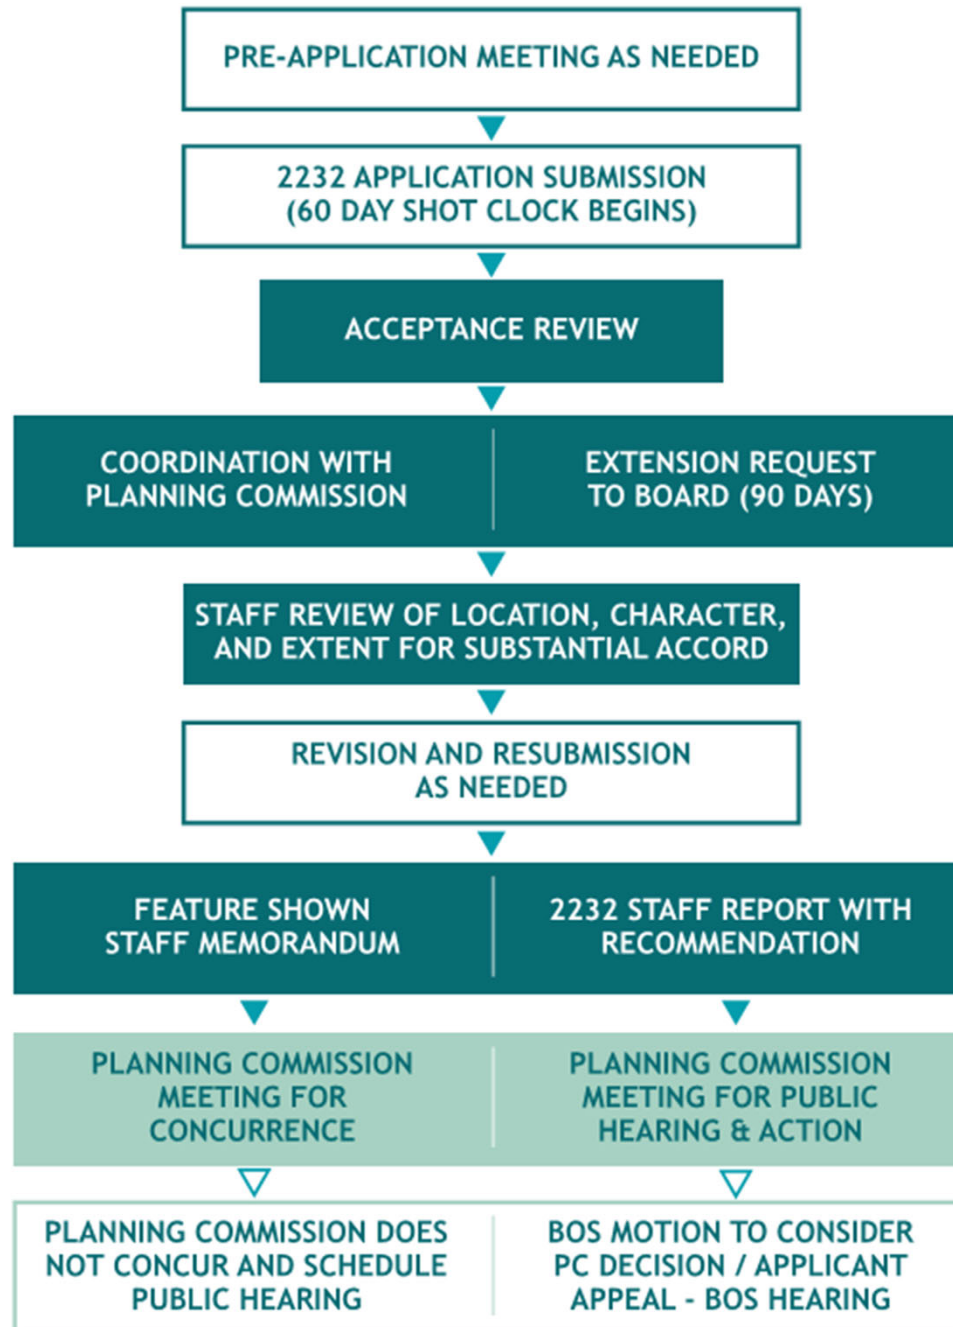 PRE-APPLICATION MEETING AS NEEDED
2232 APPLICATION SUBMISSION
(60 DAY SHOT CLOCK BEGINS)
ACCEPTANCE REVIEW
COORDINATION WITH
PLANNING COMMISSION
EXTENSION REQUEST
TO BOARD (90 DAYS)
STAFF REVIEW OF LOCATION, CHARACTER,
AND EXTENT FOR SUBSTANTIAL ACCORD
REVISION AND RESUBMISSION
AS NEEDED
FEATURE SHOWN
STAFF MEMORANDUM
2232 STAFF REPORT WITH
RECOMMENDATION
PLANNING COMMISSION
MEETING FOR
CONCURRENCE
PLANNING COMMISSION
MEETING FOR PUBLIC
HEARING & ACTION
PLANNING COMMISSION DOES
NOT CONCUR AND SCHEDULE
PUBLIC HEARING
BOS MOTION TO CONSIDER
PC DECISION / APPLICANT
APPEAL - BOS HEARING